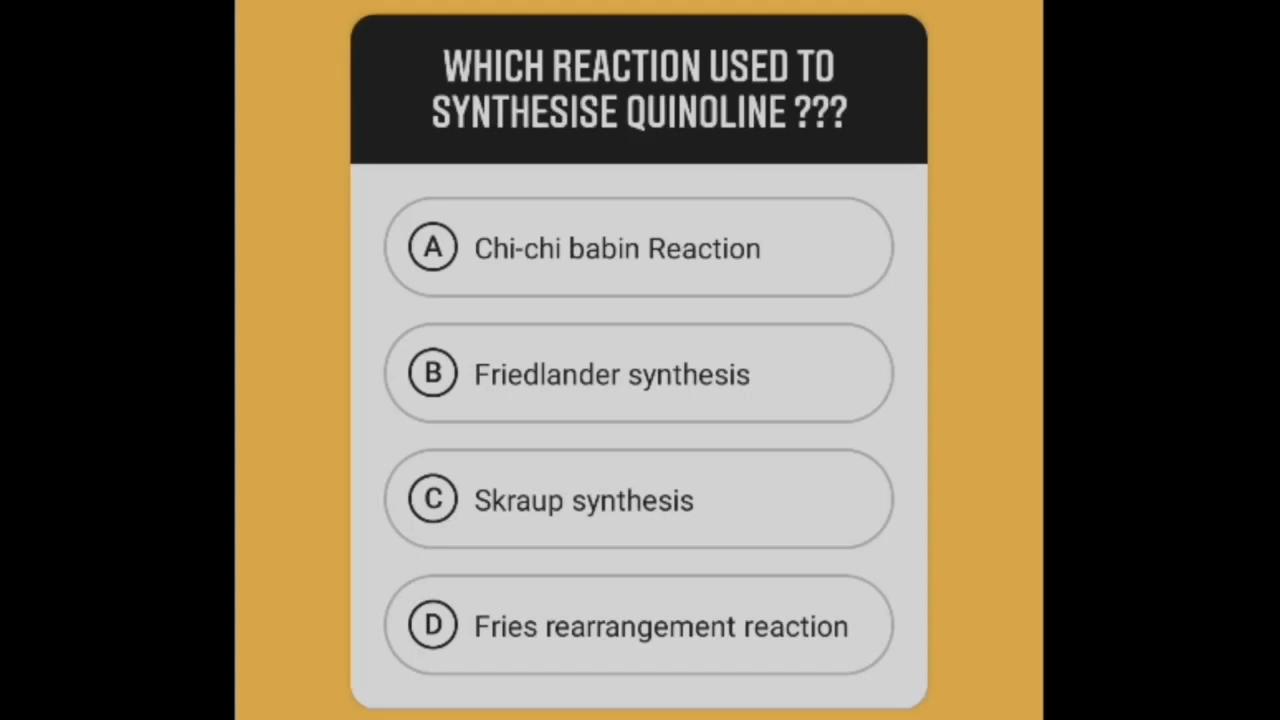 WHICH REACTION USED TO
SYNTHESISE QUINOLINE ???
A Chi-chi babin Reaction
B Friedlander synthesis
C Skraup synthesis
D Fries rearrangement reaction